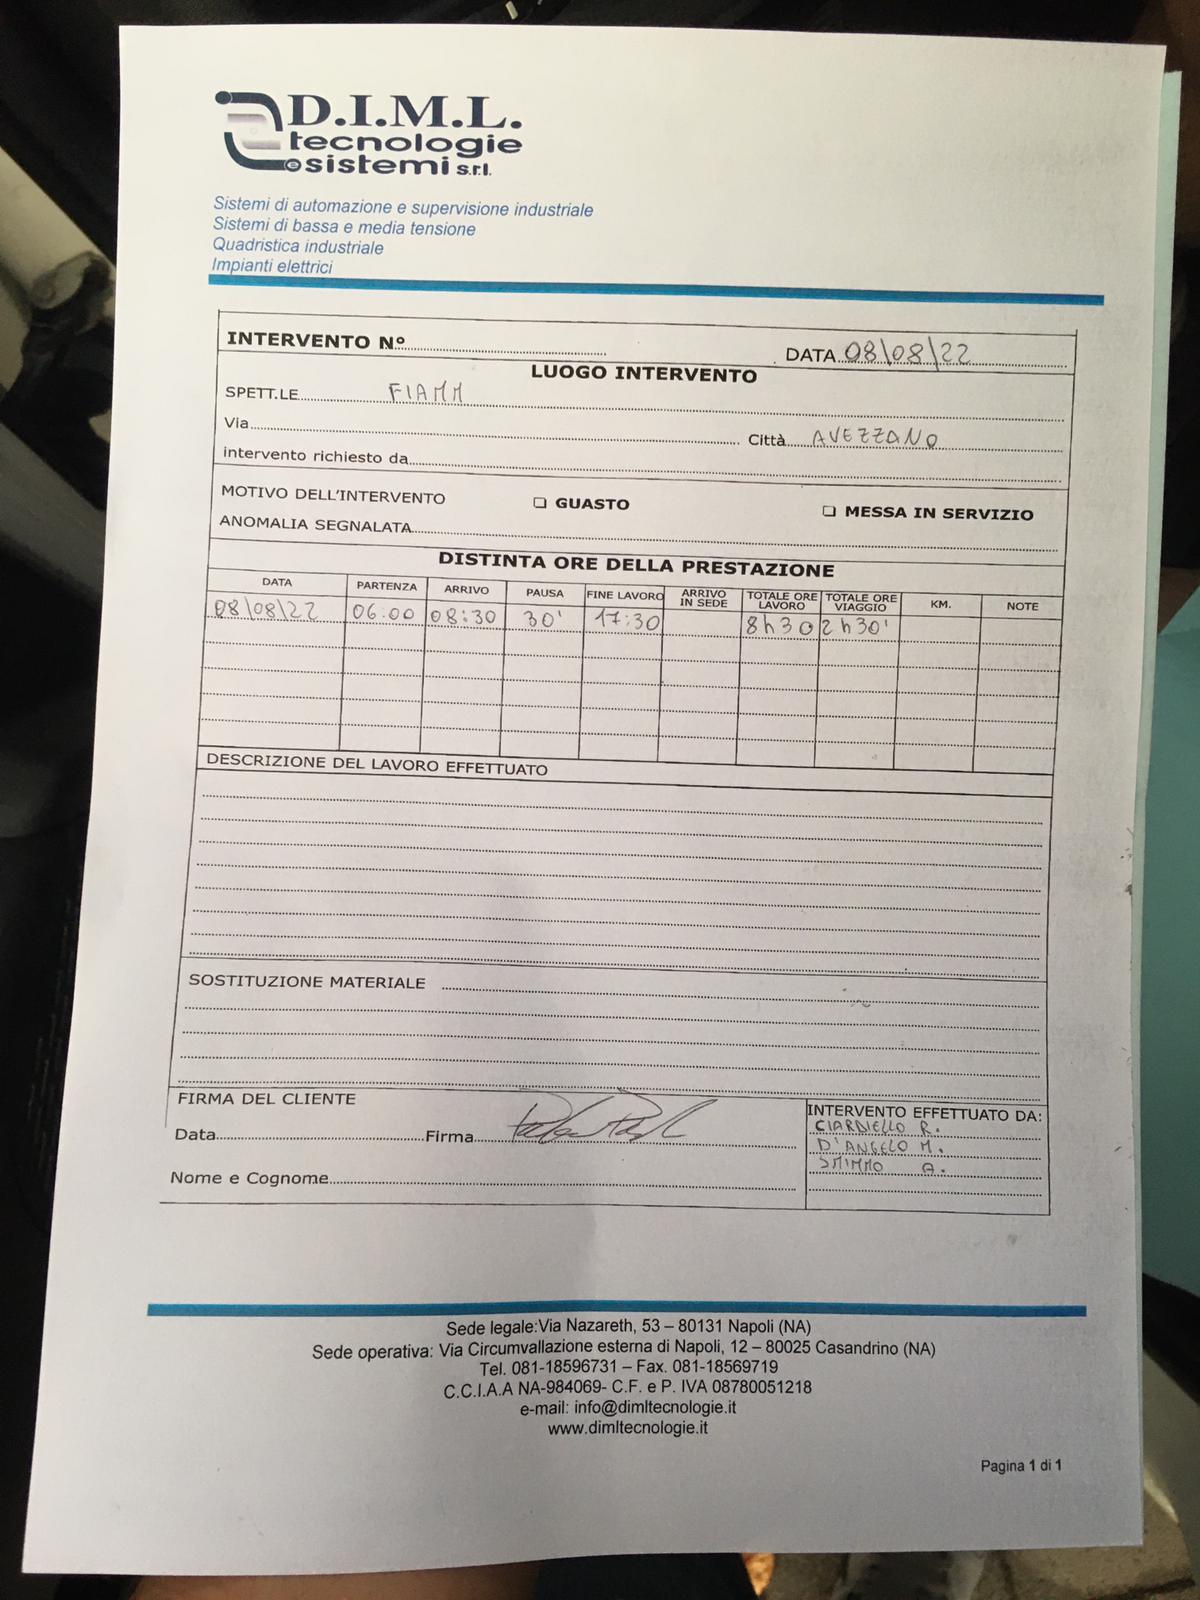 D.I.M.L.
tecnologie
e sistemi s.r.l.
Sistemi di automazione e supervisione industriale
Sistemi di bassa e media tensione
Quadristica industriale
Impianti elettrici
INTERVENTO N° DATA 08\08\22
LUOGO INTERVENTO
SPETT.LE FIAMM
Via Città AVEZZANO
intervento richiesto da
MOTIVO DELL'INTERVENTO ❑ GUASTO ❑ MESSA IN SERVIZIO
ANOMALIA SEGNALATA
DISTINTA ORE DELLA PRESTAZIONE
DATA PARTENZA ARRIVO PAUSA FINE LAVORO ARRIVO IN SEDE TOTALE ORE LAVORO TOTALE ORE VIAGGIO KM. NOTE
08/08/22 06:00 08:30 30' 17:30 8h30 2h30'
DESCRIZIONE DEL LAVORO EFFETTUATO
SOSTITUZIONE MATERIALE
FIRMA DEL CLIENTE
Data Firma
Nome e Cognome
INTERVENTO EFFETTUATO DA:
CIARDIELLO R.
D'ANGELO M.
A.
Sede legale:Via Nazareth, 53 – 80131 Napoli (NA)
Sede operativa: Via Circumvallazione esterna di Napoli, 12 – 80025 Casandrino (NA)
Tel. 081-18596731 – Fax. 081-18569719
C.C.I.A.A NA-984069- C.F. e P. IVA 08780051218
e-mail: info@dimltecnologie.it
www.dimltecnologie.it
Pagina 1 di 1